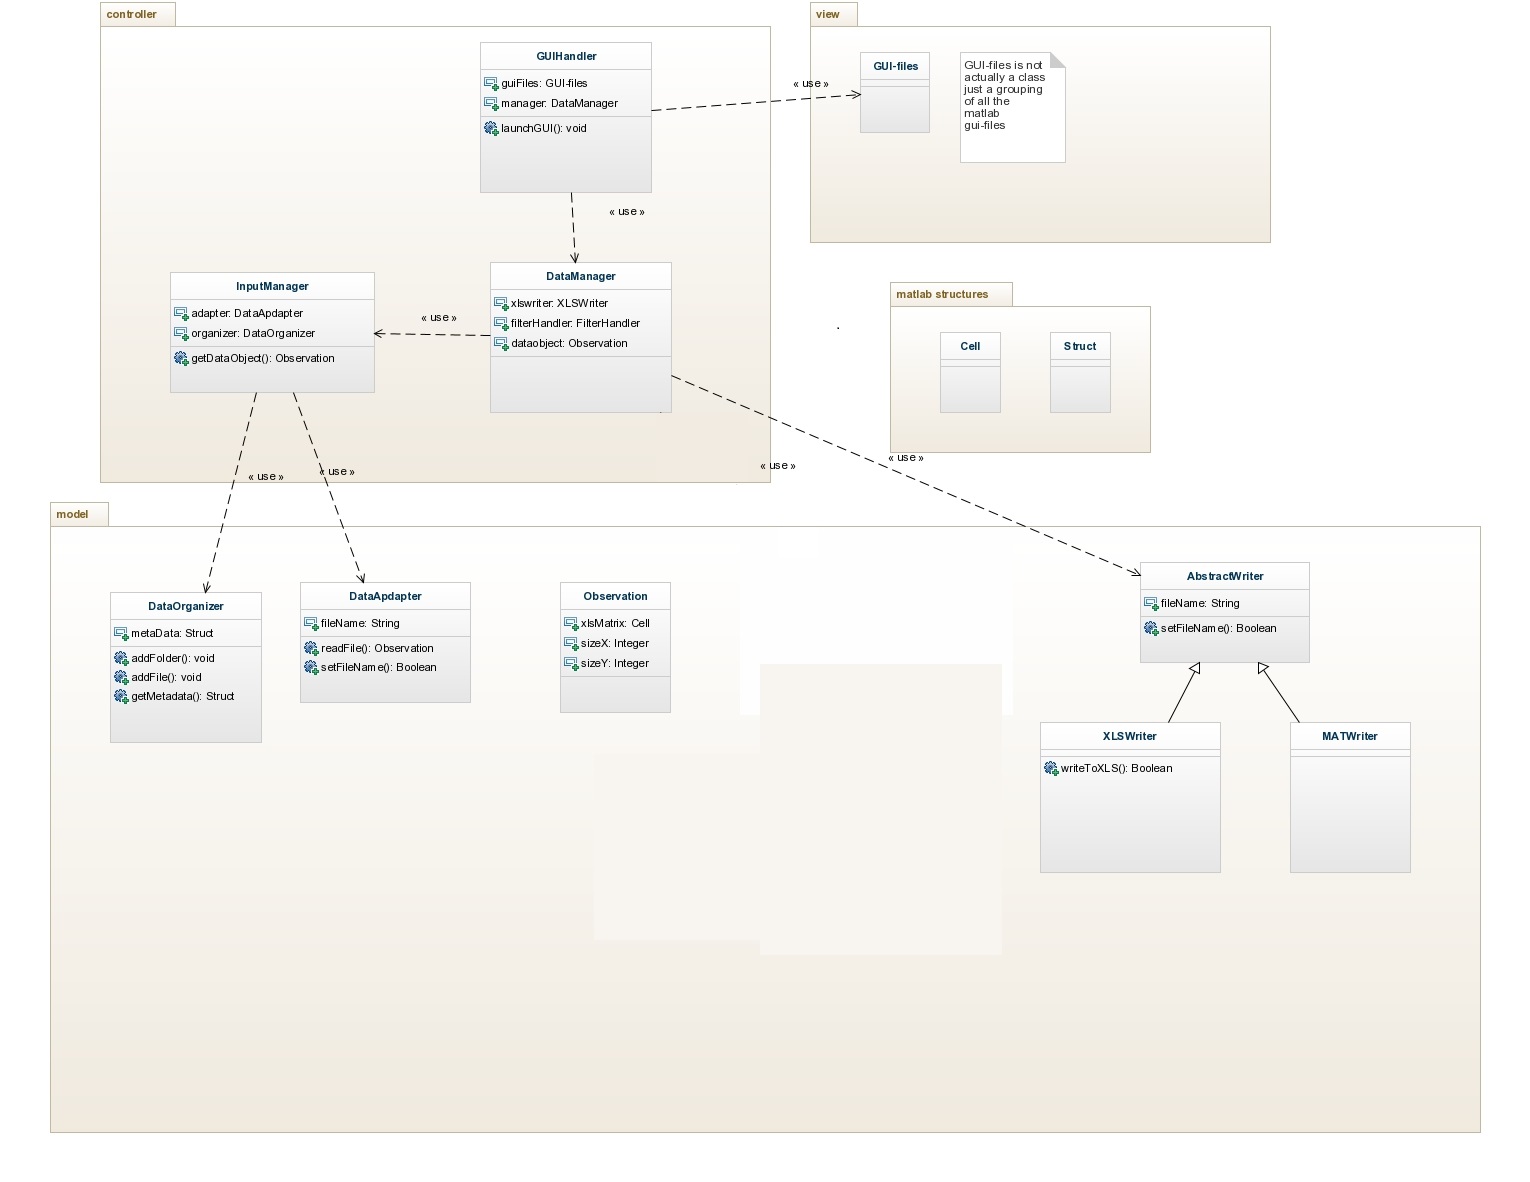 controller
GUIHandler
guiFiles: GUI-files
manager: DataManager
launchGUI(): void
« use »
view
GUI-files
GUI-files is not
actually a class
just a grouping
of all the
matlab
gui-files
« use »
InputManager
adapter: DataApdapter
organizer: DataOrganizer
getDataObject(): Observation
« use »
DataManager
xlswriter: XLSWriter
filterHandler: FilterHandler
dataobject: Observation
matlab structures
Cell
Struct
« use »
« use »
« use »
« use »
model
DataOrganizer
metaData: Struct
addFolder(): void
addFile(): void
getMetadata(): Struct
DataApdapter
fileName: String
readFile(): Observation
setFileName(): Boolean
Observation
xlsMatrix: Cell
sizeX: Integer
sizeY: Integer
AbstractWriter
fileName: String
setFileName(): Boolean
XLSWriter
writeToXLS(): Boolean
MATWriter